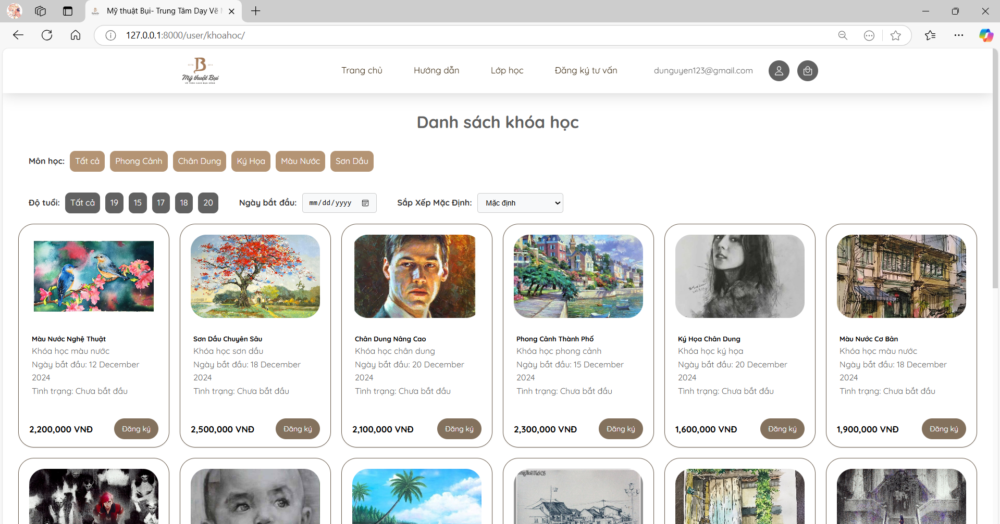 Mỹ thuật Bụi- Trung Tâm Dạy Vẽ
127.0.0.1:8000/user/khoahoc/
B
Mỹ thuật Bụi
VẼ THEO CÁCH BẠN SỐNG
Trang chủ Hướng dẫn Lớp học Đăng ký tư vấn dunguyen123@gmail.com
Danh sách khóa học
Môn học: Tất cả Phong Cảnh Chân Dung Ký Họa Màu Nước Sơn Dầu
Độ tuổi: Tất cả 19 15 17 18 20 Ngày bắt đầu: mm/dd/yyyy Sắp Xếp Mặc Định: Mặc định
Màu Nước Nghệ Thuật
Khóa học màu nước
Ngày bắt đầu: 12 December
2024
Tình trạng: Chưa bắt đầu
2,200,000 VNĐ Đăng ký
Sơn Dầu Chuyên Sâu
Khóa học sơn dầu
Ngày bắt đầu: 18 December
2024
Tình trạng: Chưa bắt đầu
2,500,000 VNĐ Đăng ký
Chân Dung Nâng Cao
Khóa học chân dung
Ngày bắt đầu: 20 December
2024
Tình trạng: Chưa bắt đầu
2,100,000 VNĐ Đăng ký
Phong Cảnh Thành Phố
Khóa học phong cảnh
Ngày bắt đầu: 15 December
2024
Tình trạng: Chưa bắt đầu
2,300,000 VNĐ Đăng ký
Ký Họa Chân Dung
Khóa học ký họa
Ngày bắt đầu: 20 December
2024
Tình trạng: Chưa bắt đầu
1,600,000 VNĐ Đăng ký
Màu Nước Cơ Bản
Khóa học màu nước
Ngày bắt đầu: 18 December
2024
Tình trạng: Chưa bắt đầu
1,900,000 VNĐ Đăng ký